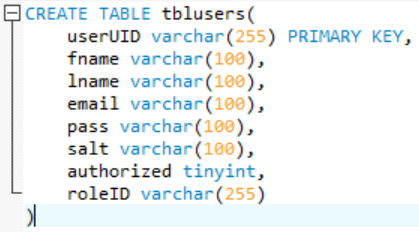 CREATE TABLE tblusers(
    userUID varchar(255) PRIMARY KEY,
    fname varchar(100),
    lname varchar(100),
    email varchar(100),
    pass varchar(100),
    salt varchar(100),
    authorized tinyint,
    roleID varchar(255)
)